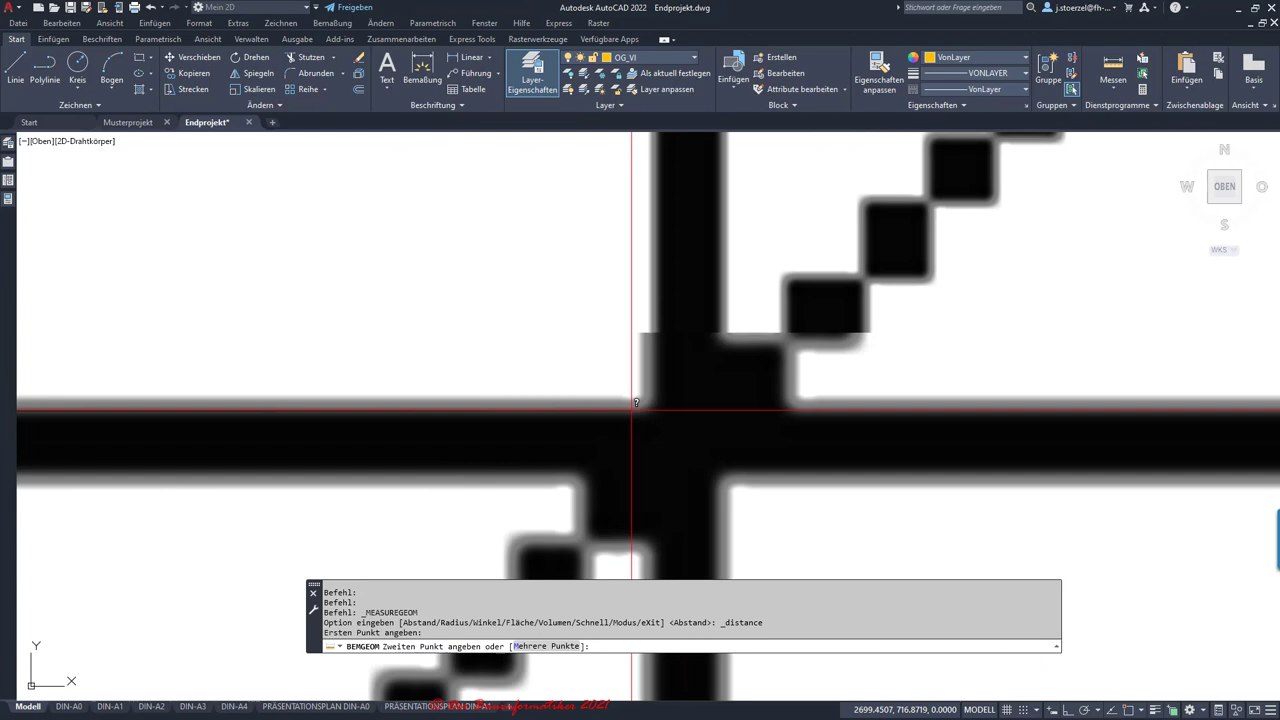 Mein 2D
Freigeben
Autodesk AutoCAD 2022 Endprojekt.dwg
Stichwort oder Frage eingeben
j.stoerzel@fh-...
Datei Bearbeiten Ansicht Einfügen Format Extras Zeichnen Bemaßung Ändern Parametrisch Fenster Hilfe Express Raster
Start Einfügen Beschriften Parametrisch Ansicht Verwalten Ausgabe Add-ins Zusammenarbeiten Express Tools Rasterwerkzeuge Verfügbare Apps
Linie Polylinie Kreis Bogen
Verschieben Drehen Stutzen
Kopieren Spiegeln Abrunden
Strecken Skalieren Reihe
Text Bemaßung
Linear
Führung
Tabelle
Layer-Eigenschaften
OG_VI
Als aktuell festlegen
Layer anpassen
Einfügen
Erstellen
Bearbeiten
Attribute bearbeiten
Eigenschaften anpassen
VonLayer
VONLAYER
VonLayer
Gruppe
Messen
Einfügen
Basis
Zeichnen Ändern Beschriftung Layer Block Eigenschaften Gruppen Dienstprogramme Zwischenablage Ansicht
Start Musterprojekt Endprojekt*
[−][Oben][2D-Drahtkörper]
N
W OBEN O
S
WKS
Befehl:
Befehl:
Befehl: _MEASUREGEOM
Option eingeben [Abstand/Radius/Winkel/Fläche/Volumen/Schnell/Modus/eXit] <Abstand>: _distance
Ersten Punkt angeben:
BEMGEOM Zweiten Punkt angeben oder [Mehrere Punkte]:
Y
X
Modell DIN-A0 DIN-A1 DIN-A2 DIN-A3 DIN-A4 PRÄSENTATIONSPLAN DIN-A0
2699.4507, 716.8719, 0.0000 MODELL